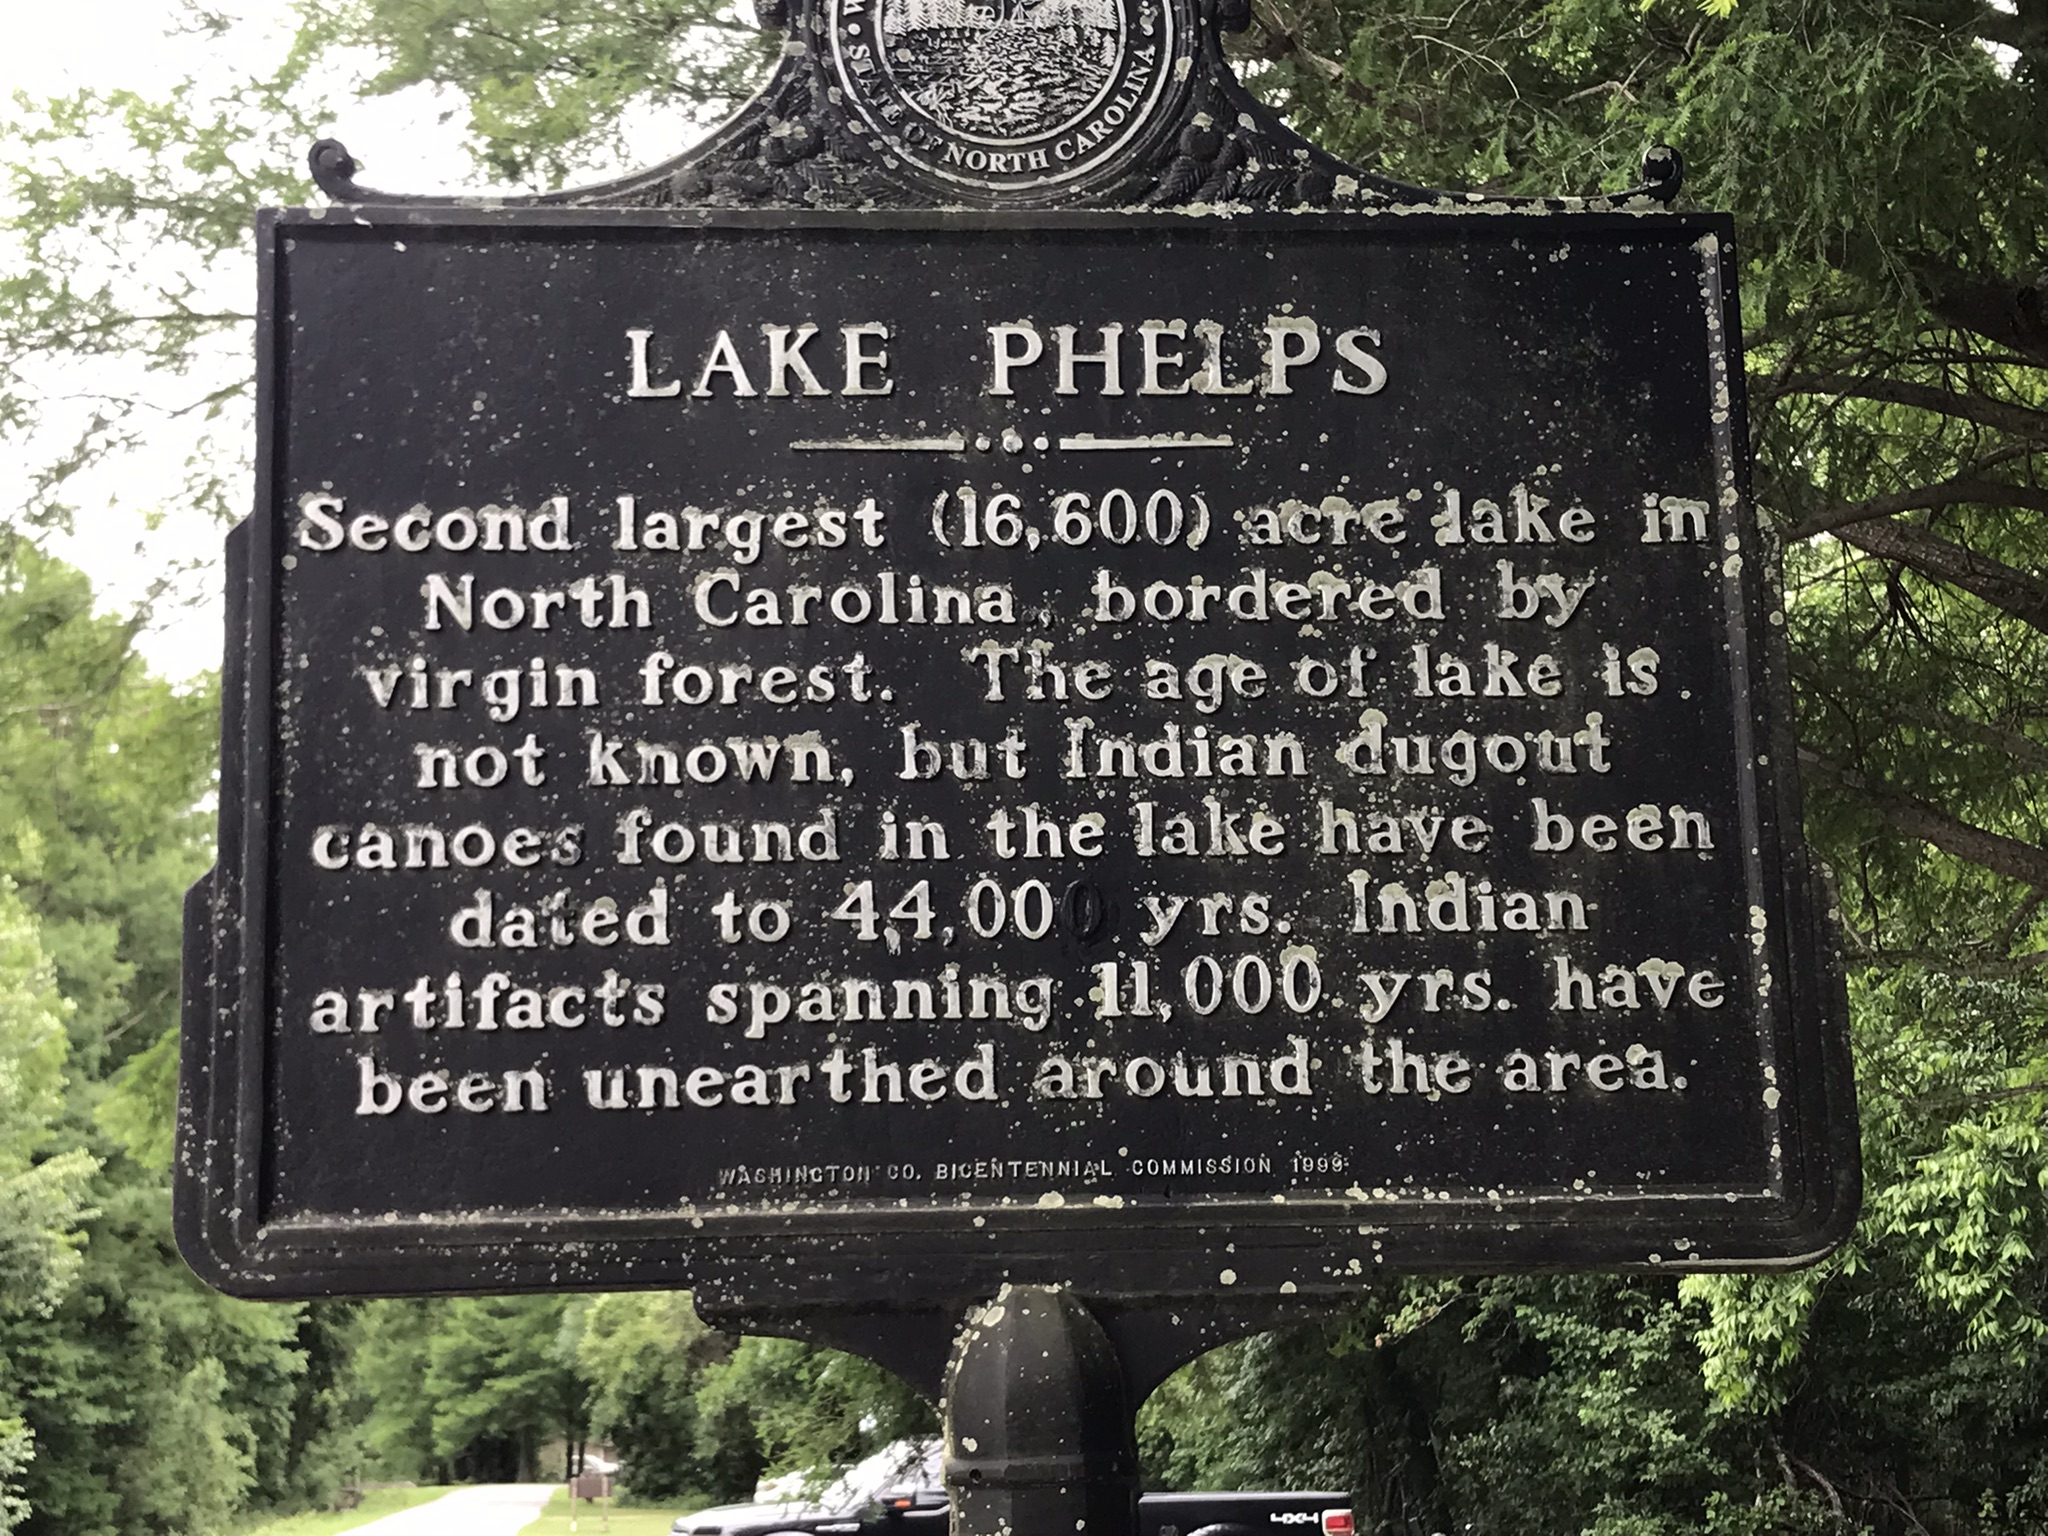 STATE OF NORTH CAROLINA
LAKE PHELPS
Second largest (16,600) acre lake in
North Carolina, bordered by
virgin forest. The age of lake is
not known, but Indian dugout
canoes found in the lake have been
dated to 44,000 yrs. Indian
artifacts spanning 11,000 yrs. have
been unearthed around the area.
WASHINGTON CO. BICENTENNIAL COMMISSION 1999
4X4